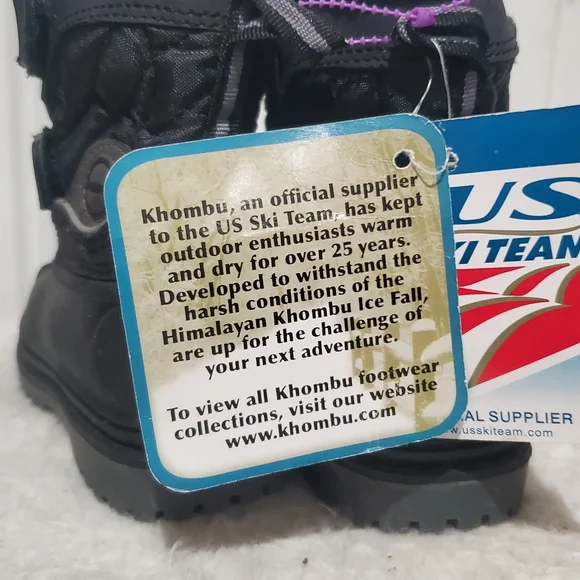 Khombu, an official supplier
to the US Ski Team, has kept
outdoor enthusiasts warm
and dry for over 25 years.
Developed to withstand the
harsh conditions of the
Himalayan Khombu Ice Fall,
are up for the challenge of
your next adventure.
To view all Khombu footwear
collections, visit our website
www.khombu.com
US
KI TEAM
AL SUPPLIER
w.usskiteam.com